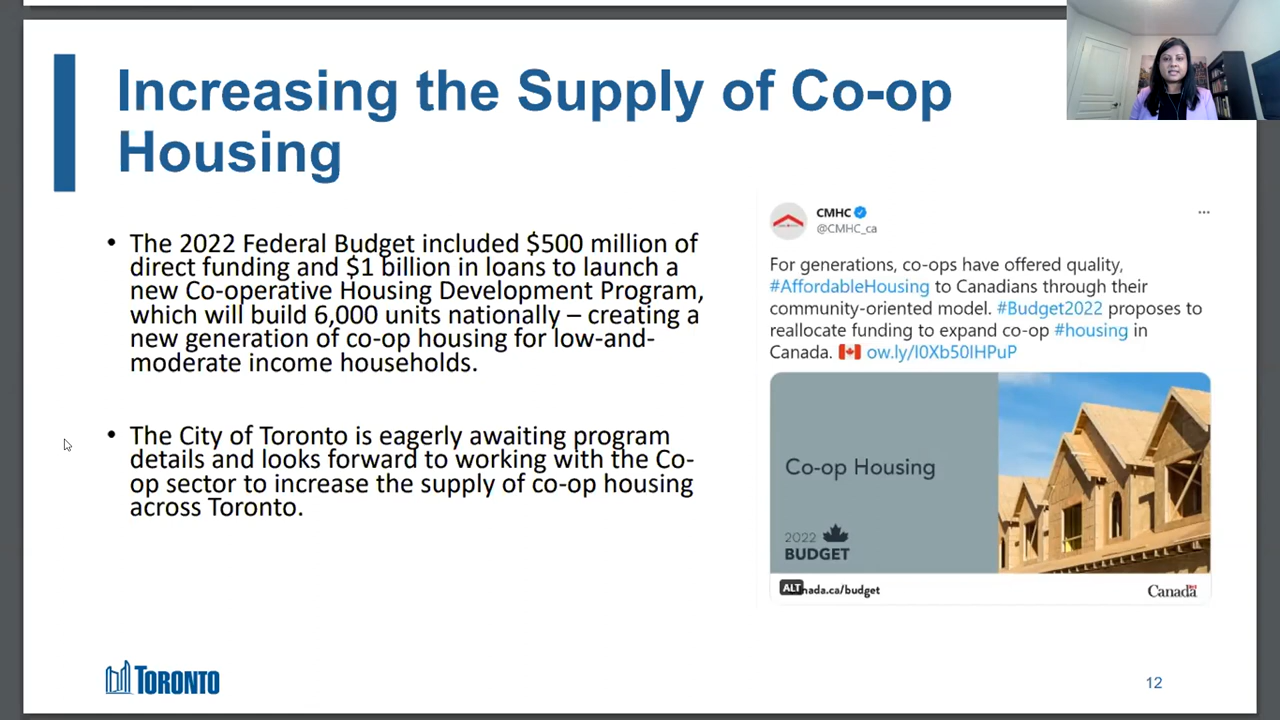 Increasing the Supply of Co-op
Housing
• The 2022 Federal Budget included $500 million of
direct funding and $1 billion in loans to launch a
new Co-operative Housing Development Program,
which will build 6,000 units nationally – creating a
new generation of co-op housing for low-and-
moderate income households.
• The City of Toronto is eagerly awaiting program
details and looks forward to working with the Co-
op sector to increase the supply of co-op housing
across Toronto.
CMHC
@CMHC_ca
For generations, co-ops have offered quality,
#AffordableHousing to Canadians through their
community-oriented model. #Budget2022 proposes to
reallocate funding to expand co-op #housing in
Canada. ow.ly/l0Xb50IHPuP
Co-op Housing
2022
BUDGET
ALT nada.ca/budget
Canada
TORONTO
12